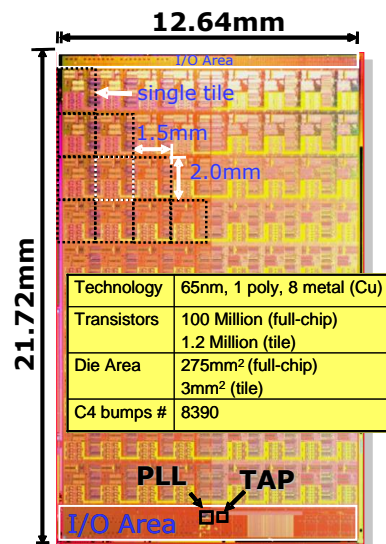 12.64mm
I/O Area
single tile
1.5mm
2.0mm
21.72mm
Technology 65nm, 1 poly, 8 metal (Cu)
Transistors 100 Million (full-chip)
1.2 Million (tile)
Die Area 275mm² (full-chip)
3mm² (tile)
C4 bumps # 8390
PLL TAP
I/O Area